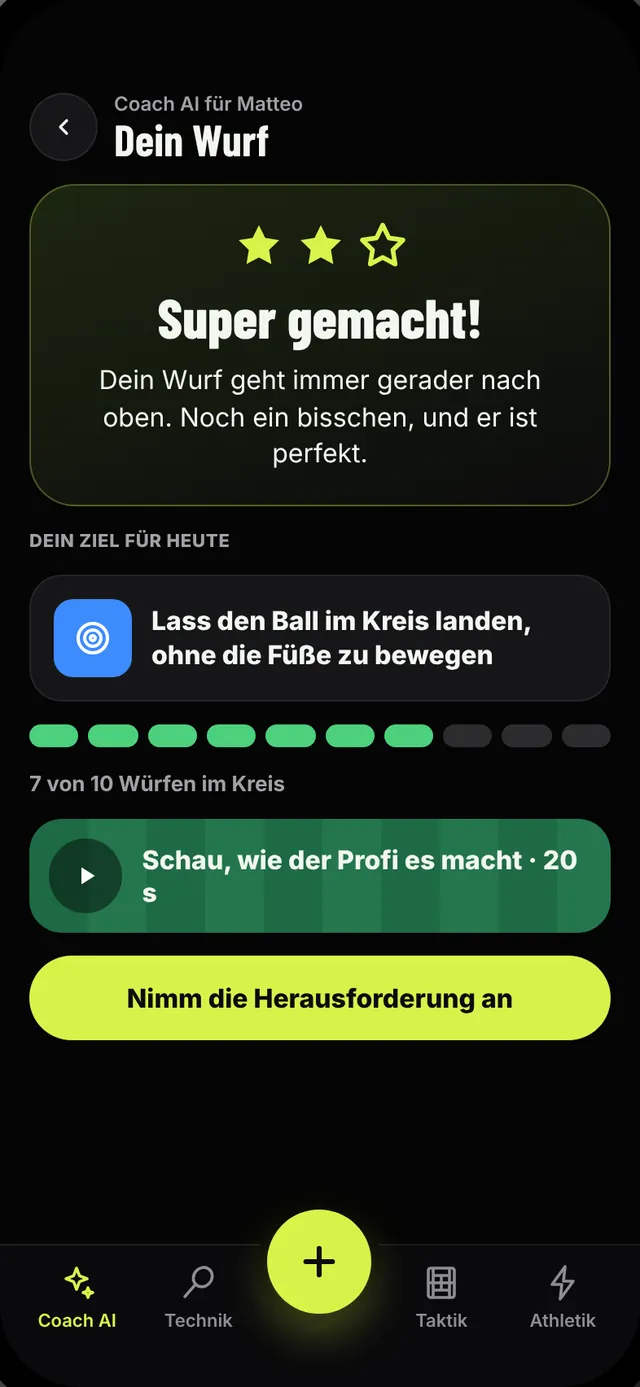 Coach AI für Matteo
Dein Wurf
Super gemacht!
Dein Wurf geht immer gerader nach
oben. Noch ein bisschen, und er ist
perfekt.
DEIN ZIEL FÜR HEUTE
Lass den Ball im Kreis landen,
ohne die Füße zu bewegen
7 von 10 Würfen im Kreis
Schau, wie der Profi es macht · 20
s
Nimm die Herausforderung an
Coach AI
Technik
Taktik
Athletik